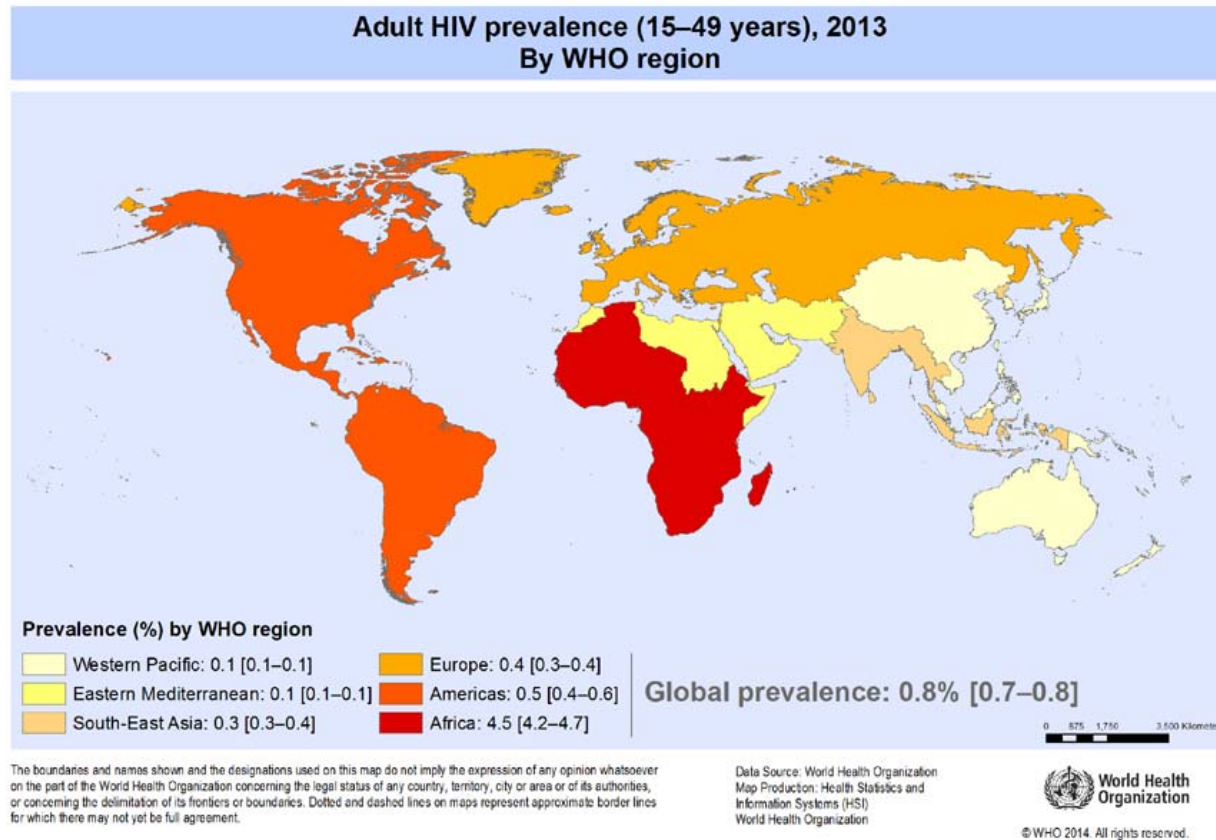 Adult HIV prevalence (15–49 years), 2013
By WHO region
Prevalence (%) by WHO region
Western Pacific: 0.1 [0.1–0.1]
Eastern Mediterranean: 0.1 [0.1–0.1]
South-East Asia: 0.3 [0.3–0.4]
Europe: 0.4 [0.3–0.4]
Americas: 0.5 [0.4–0.6]
Africa: 4.5 [4.2–4.7]
Global prevalence: 0.8% [0.7–0.8]
0 875 1,750 3,500 Kilomete
The boundaries and names shown and the designations used on this map do not imply the expression of any opinion whatsoever
on the part of the World Health Organization concerning the legal status of any country, territory, city or area or of its authorities,
or concerning the delimitation of its frontiers or boundaries. Dotted and dashed lines on maps represent approximate border lines
for which there may not yet be full agreement.
Data Source: World Health Organization
Map Production: Health Statistics and
Information Systems (HSI)
World Health Organization
World Health
Organization
© WHO 2014. All rights reserved.